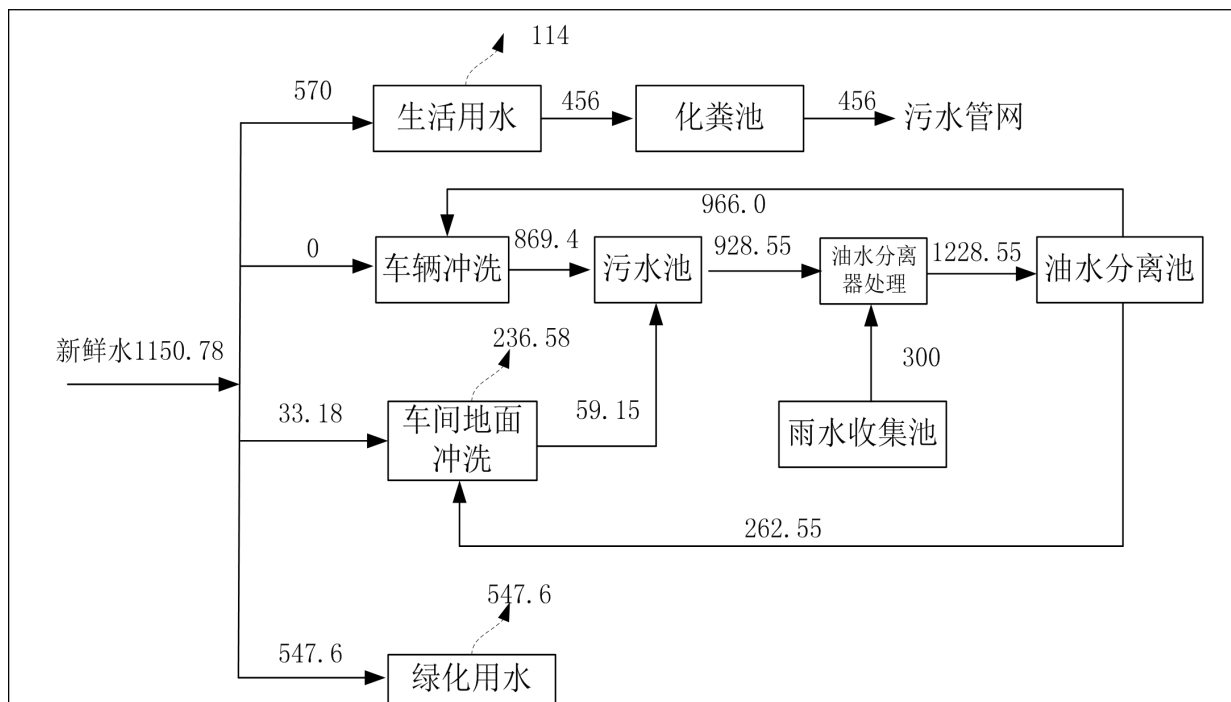 114
570
生活用水
456
化粪池
456
污水管网
966.0
0
车辆冲洗
869.4
污水池
928.55
油水分离
器处理
1228.55
油水分离池
新鲜水1150.78
236.58
300
33.18
车间地面
冲洗
59.15
雨水收集池
262.55
547.6
547.6
绿化用水